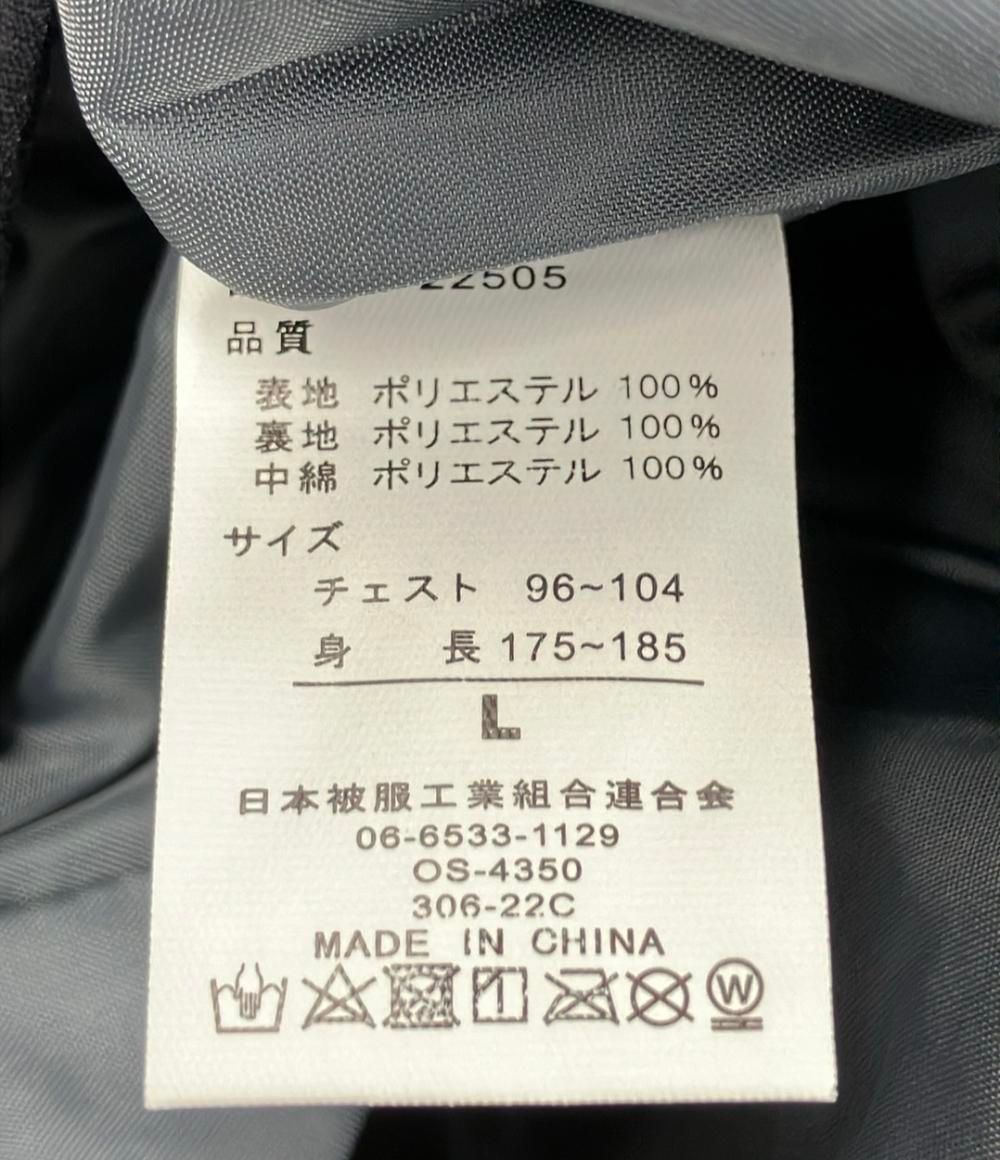 22505
品質
表地 ポリエステル 100%
裏地 ポリエステル 100%
中綿 ポリエステル 100%
サイズ
チェスト 96~104
身 長 175~185
L
日本被服工業組合連合会
06-6533-1129
OS-4350
306-22C
MADE IN CHINA
W